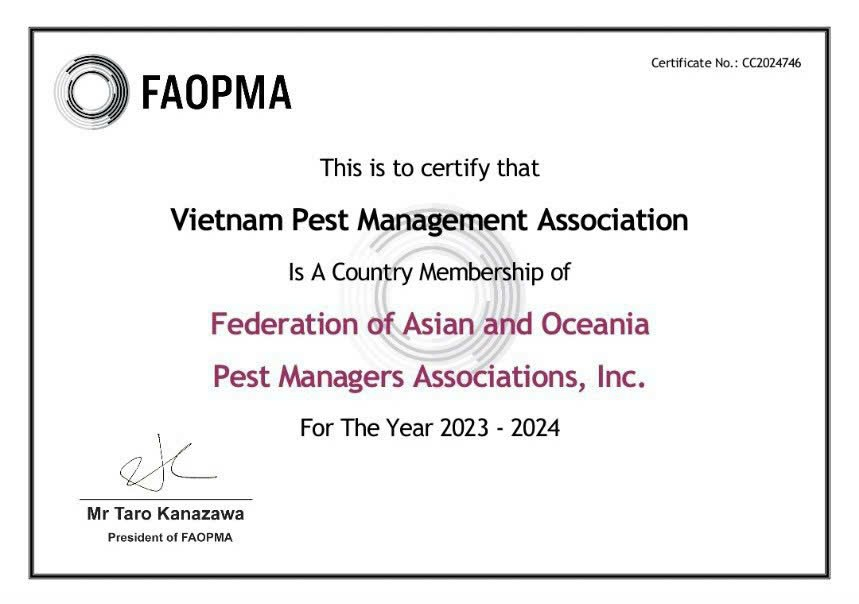 FAOPMA
Certificate No.: CC2024746
This is to certify that
Vietnam Pest Management Association
Is A Country Membership of
Federation of Asian and Oceania
Pest Managers Associations, Inc.
For The Year 2023 - 2024
Mr Taro Kanazawa
President of FAOPMA